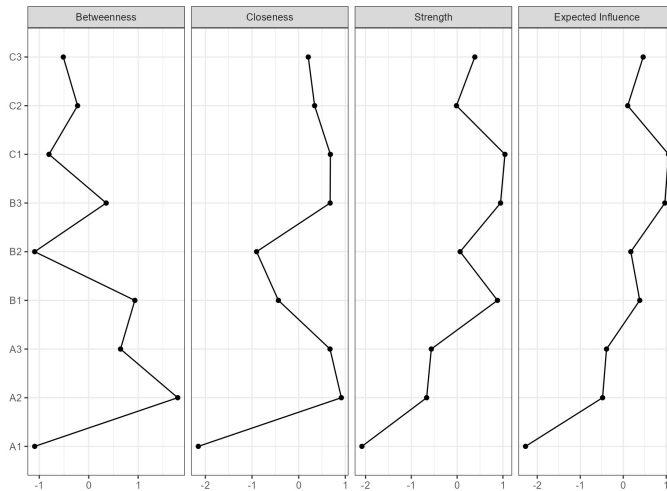 Betweenness Closeness Strength Expected Influence
C3
C2
C1
B3
B2
B1
A3
A2
A1
-1 0 1 -2 -1 0 1 -2 -1 0 1 -2 -1 0 1